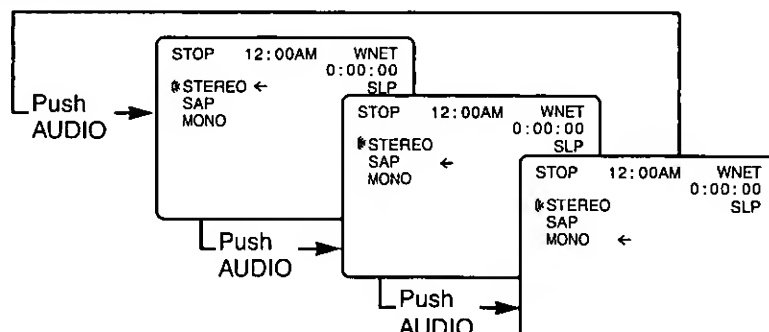 STOP 12:00AM WNET
0:00:00
STEREO ← SLP
SAP
MONO
Push
AUDIO
STOP 12:00AM WNET
0:00:00
STEREO SLP
SAP ←
MONO
Push
AUDIO
STOP 12:00AM WNET
0:00:00
STEREO SLP
SAP
MONO ←
Push
AUDIO